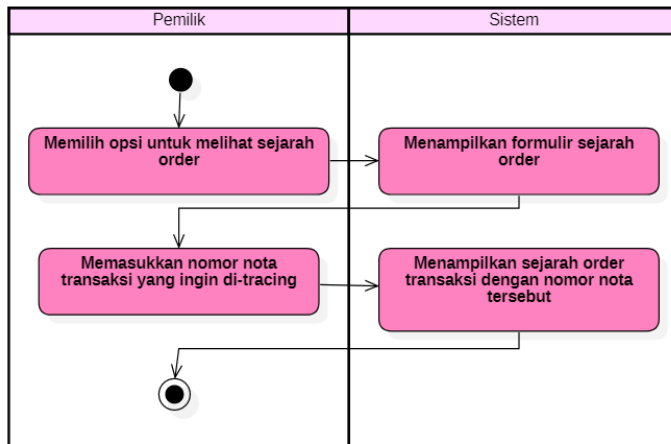 Pemilik
Sistem
Memilih opsi untuk melihat sejarah
order
Menampilkan formulir sejarah
order
Memasukkan nomor nota
transaksi yang ingin di-tracing
Menampilkan sejarah order
transaksi dengan nomor nota
tersebut